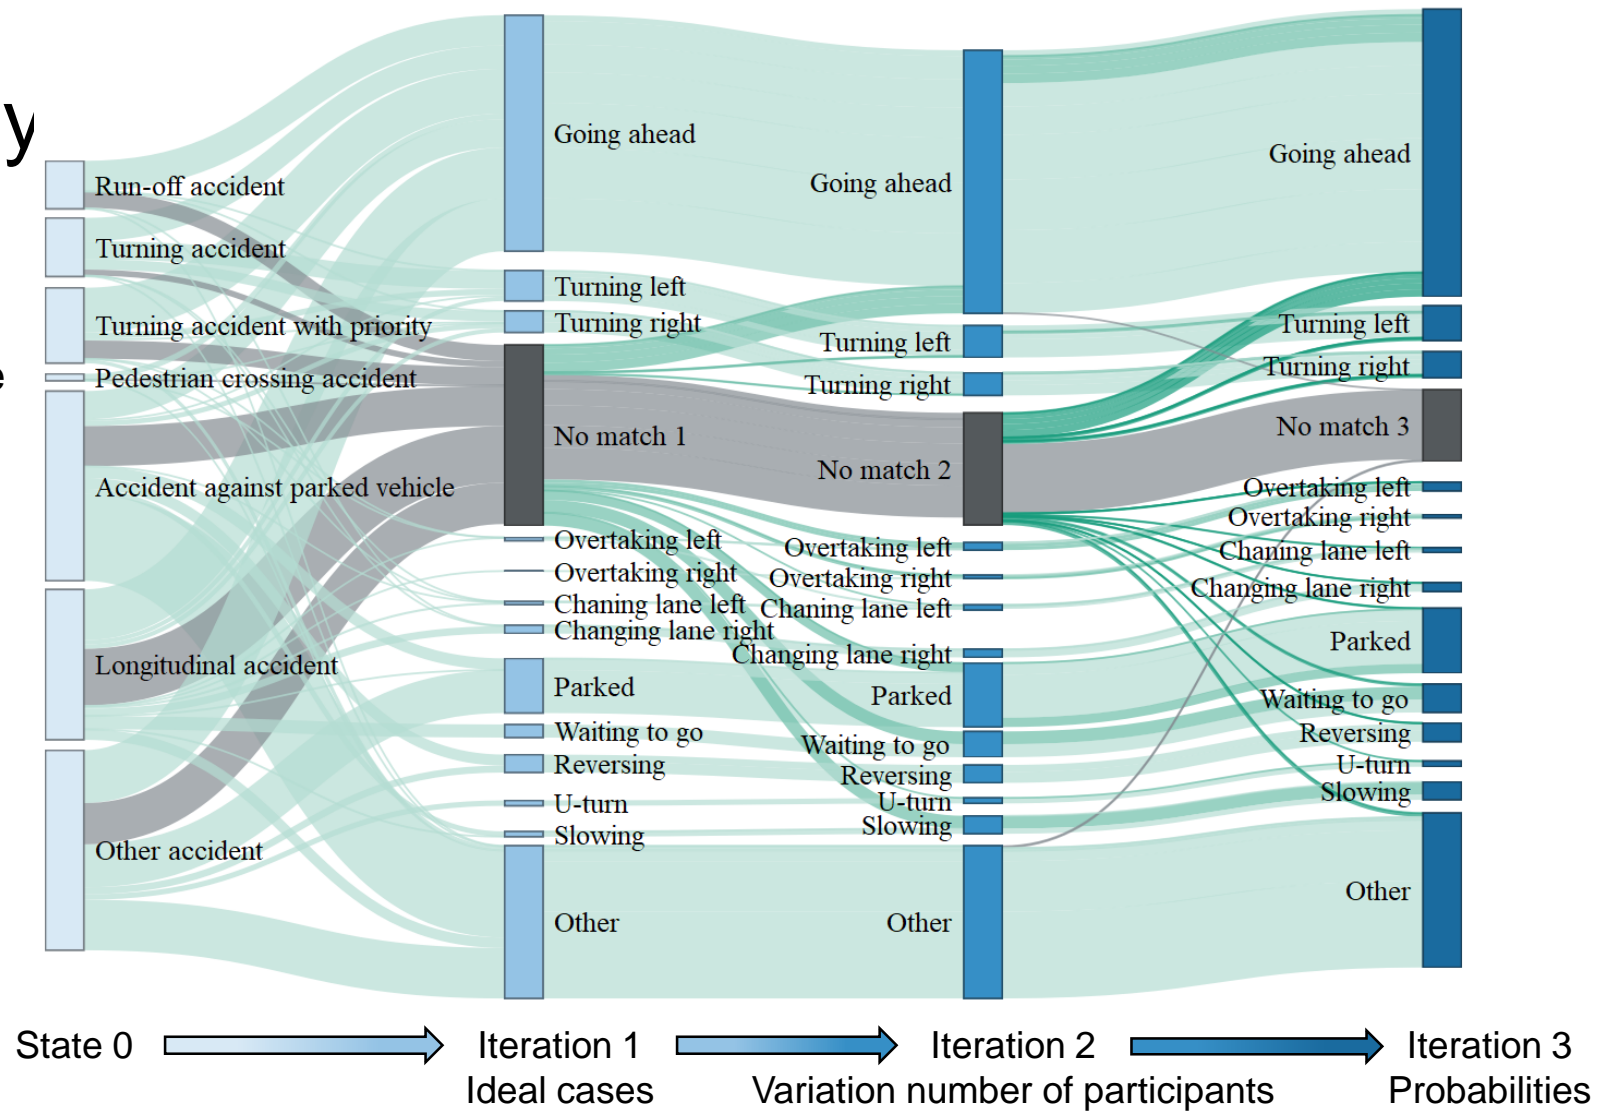 y
e
Run-off accident
Turning accident
Turning accident with priority
Pedestrian crossing accident
Accident against parked vehicle
Longitudinal accident
Other accident
Going ahead
Turning left
Turning right
No match 1
Overtaking left
Overtaking right
Chaning lane left
Changing lane right
Parked
Waiting to go
Reversing
U-turn
Slowing
Other
Going ahead
Turning left
Turning right
No match 2
Overtaking left
Overtaking right
Chaning lane left
Changing lane right
Parked
Waiting to go
Reversing
U-turn
Slowing
Other
Going ahead
Turning left
Turning right
No match 3
Overtaking left
Overtaking right
Chaning lane left
Changing lane right
Parked
Waiting to go
Reversing
U-turn
Slowing
Other
State 0
Iteration 1
Iteration 2
Iteration 3
Ideal cases
Variation number of participants
Probabilities